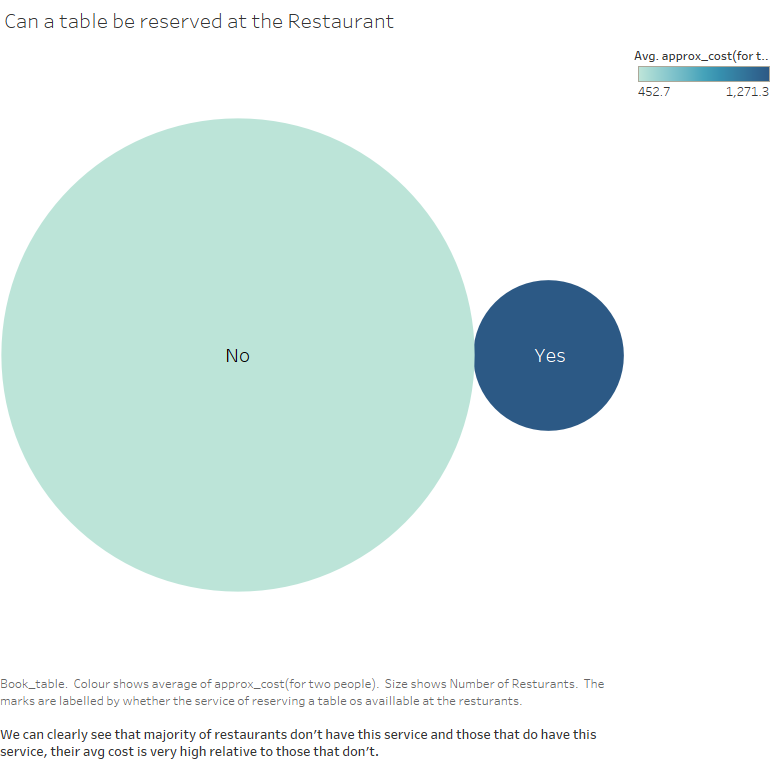 Can a table be reserved at the Restaurant
Avg. approx_cost(for t..
452.7 1,271.3
No
Yes
Book_table.  Colour shows average of approx_cost(for two people).  Size shows Number of Resturants.  The
marks are labelled by whether the service of reserving a table os availlable at the resturants.
We can clearly see that majority of restaurants don't have this service and those that do have this
service, their avg cost is very high relative to those that don't.